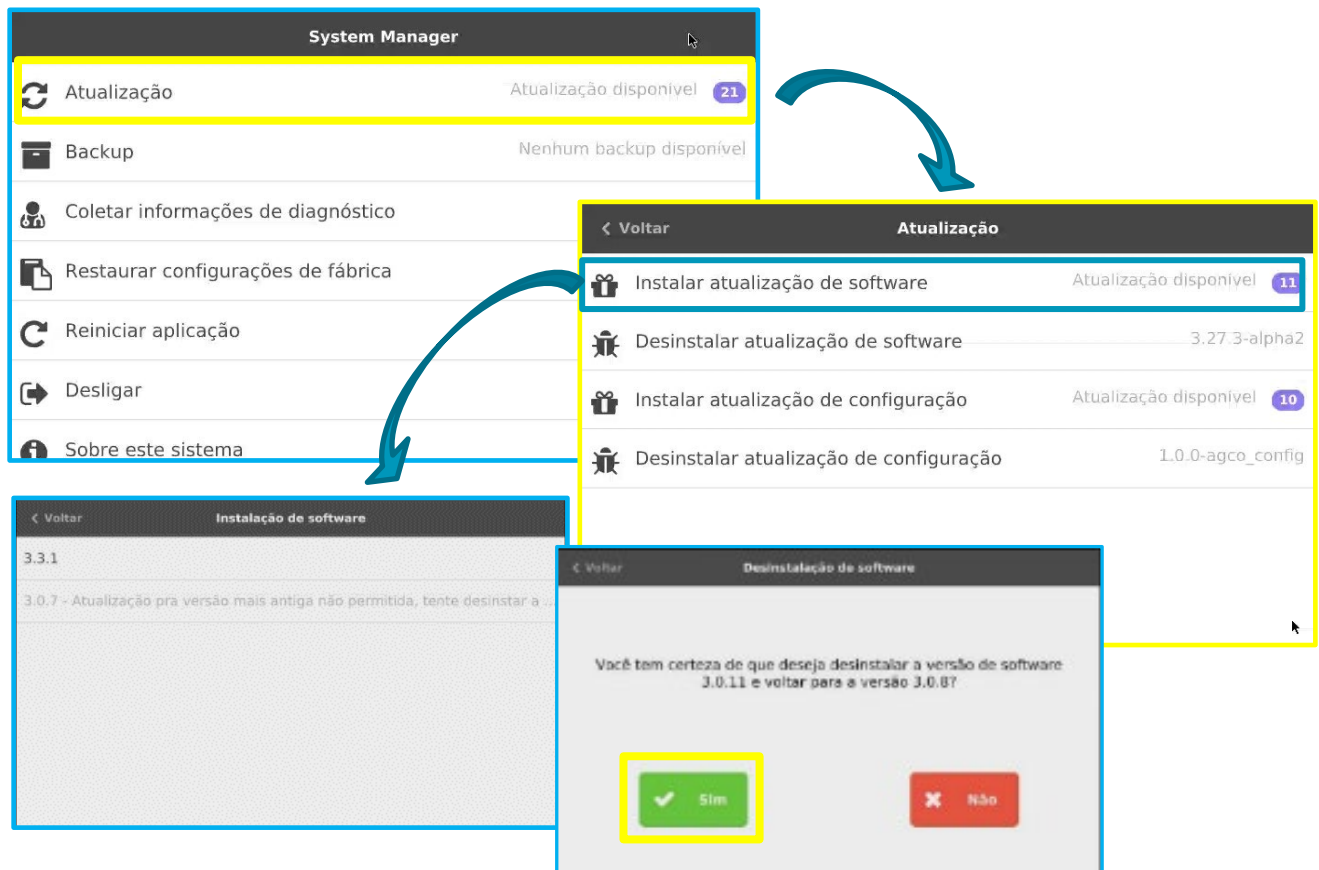 System Manager
Atualização Atualização disponível 21
Backup Nenhum backup disponível
Coletar informações de diagnóstico
Restaurar configurações de fábrica
Reiniciar aplicação
Desligar
Sobre este sistema
Voltar Atualização
Instalar atualização de software Atualização disponível 11
Desinstalar atualização de software 3.27.3-alpha2
Instalar atualização de configuração Atualização disponível 10
Desinstalar atualização de configuração 1.0.0-agco_config
Voltar Instalação de software
3.3.1
3.0.7 - Atualização pra versão mais antiga não permitida, tente desinstar a ...
Voltar Desinstalação de software
Você tem certeza de que deseja desinstalar a versão de software
3.0.11 e voltar para a versão 3.0.8?
Sim Não